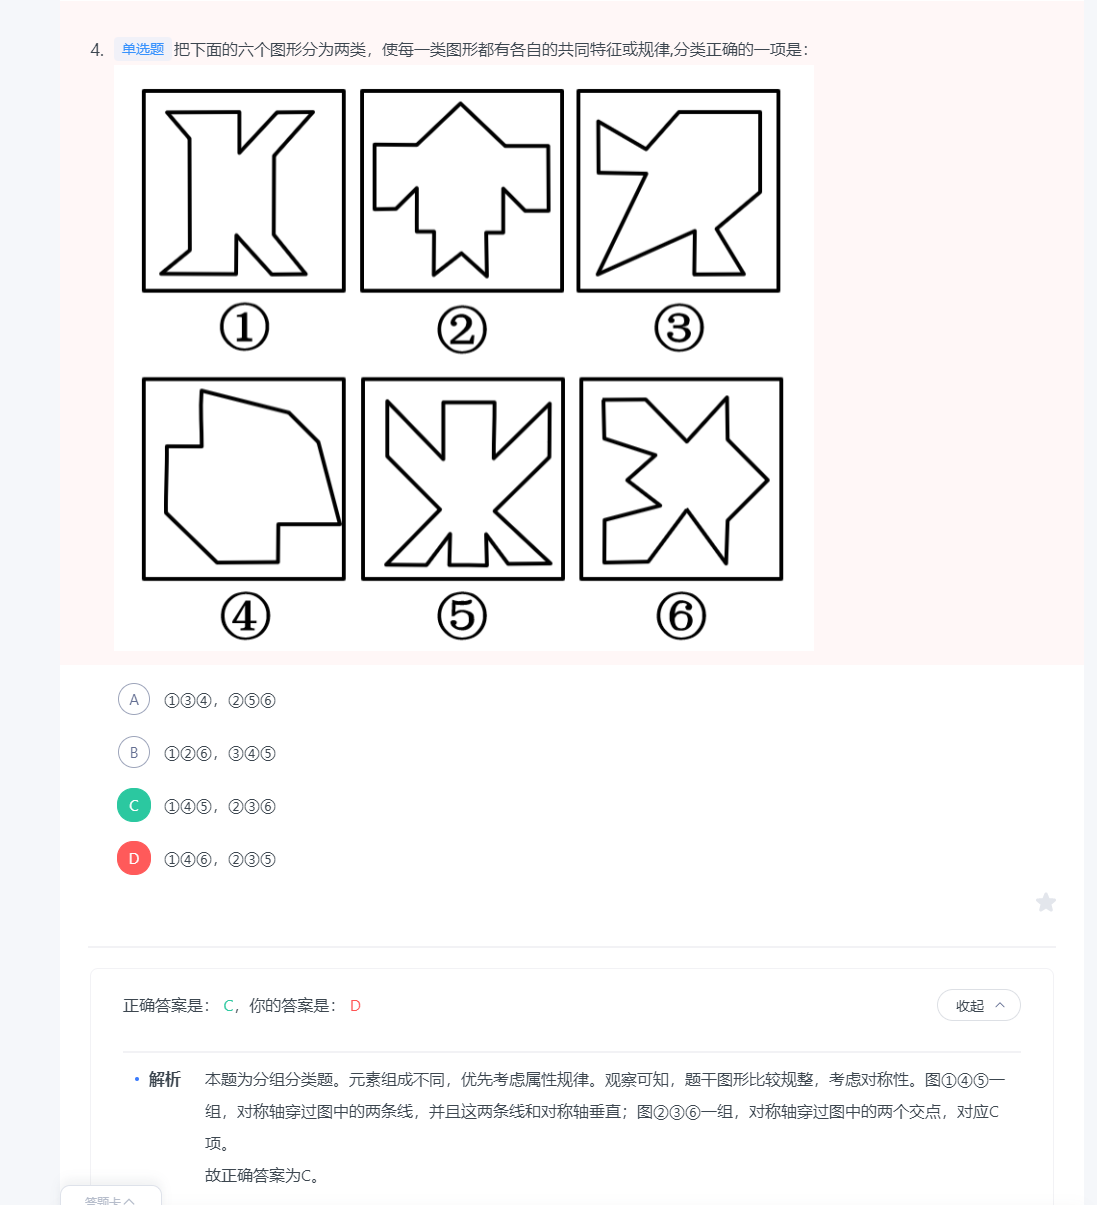 4. 单选题 把下面的六个图形分为两类，使每一类图形都有各自的共同特征或规律,分类正确的一项是：
① ② ③
④ ⑤ ⑥
A ①③④，②⑤⑥
B ①②⑥，③④⑤
C ①④⑤，②③⑥
D ①④⑥，②③⑤
正确答案是： C，你的答案是： D
收起
解析 本题为分组分类题。元素组成不同，优先考虑属性规律。观察可知，题干图形比较规整，考虑对称性。图①④⑤一
组，对称轴穿过图中的两条线，并且这两条线和对称轴垂直；图②③⑥一组，对称轴穿过图中的两个交点，对应C
项。
故正确答案为C。
答题卡